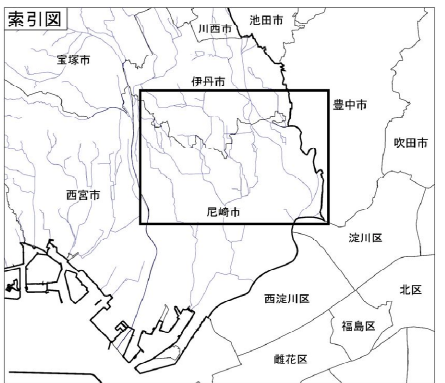 索引図
川西市
池田市
宝塚市
伊丹市
豊中市
吹田市
西宮市
尼崎市
淀川区
北区
西淀川区
福島区
雌花区